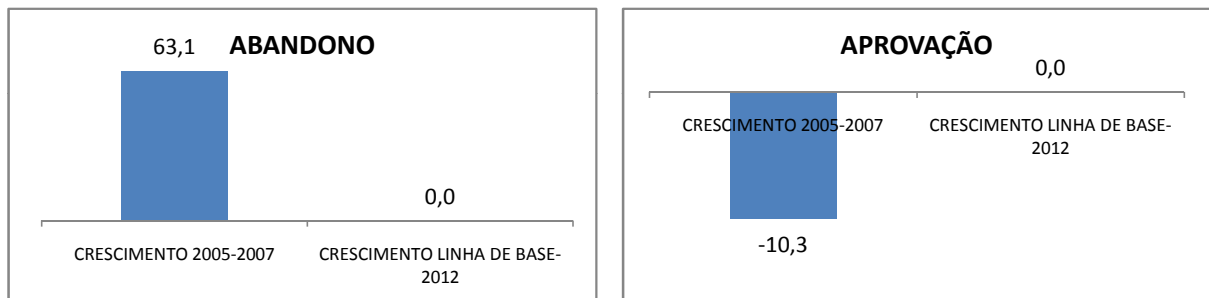 ABANDONO
63,1
0,0
CRESCIMENTO 2005-2007
CRESCIMENTO LINHA DE BASE-
2012
APROVAÇÃO
0,0
CRESCIMENTO 2005-2007
CRESCIMENTO LINHA DE BASE-
2012
-10,3